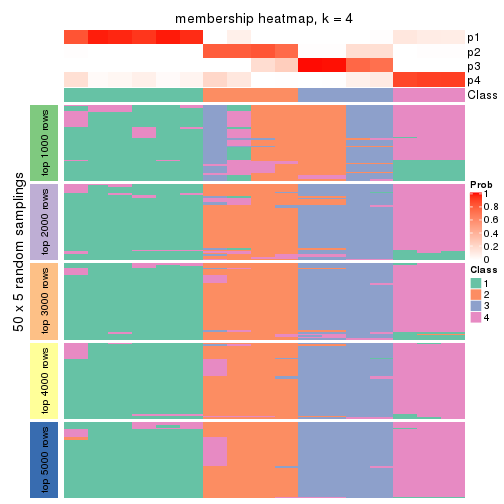 membership heatmap, k = 4
p1
p2
p3
p4
Class
50 x 5 random samplings
top 1000 rows
top 2000 rows
top 3000 rows
top 4000 rows
top 5000 rows
Prob
1
0.8
0.6
0.4
0.2
0
Class
1
2
3
4